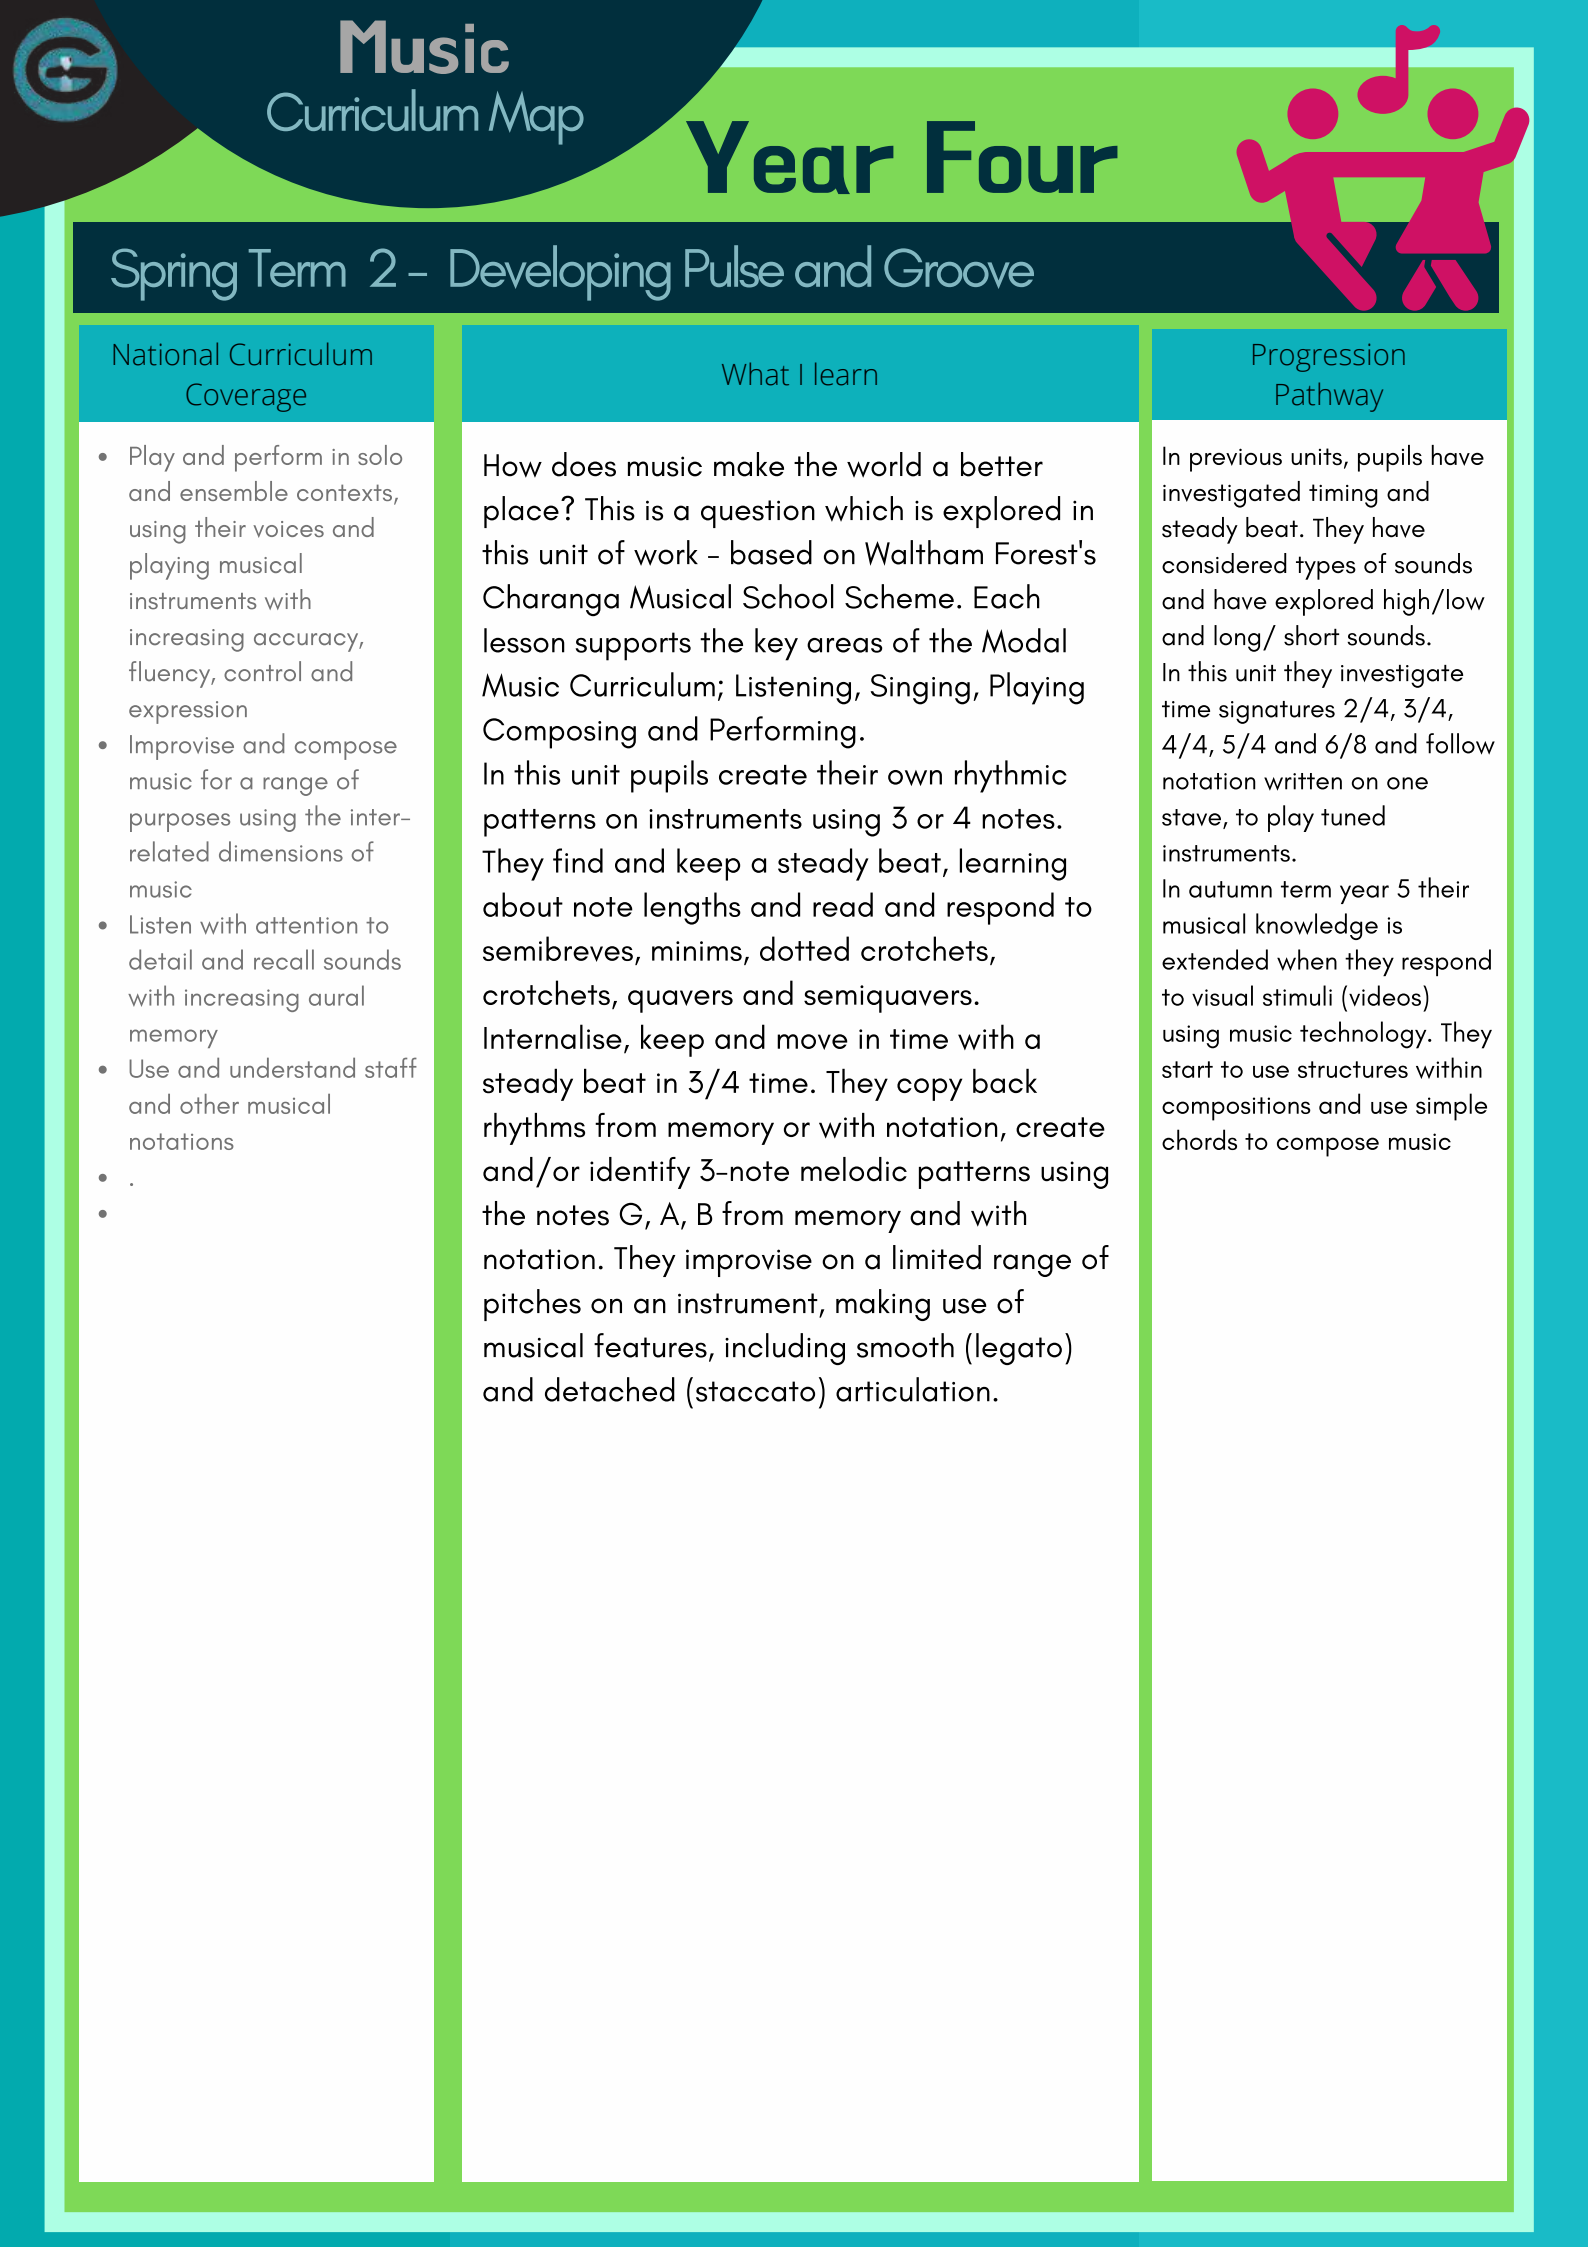 Music
Curriculum Map
Year Four
Spring Term 2 - Developing Pulse and Groove
National Curriculum
Coverage
• Play and perform in solo
and ensemble contexts,
using their voices and
playing musical
instruments with
increasing accuracy,
fluency, control and
expression
• Improvise and compose
music for a range of
purposes using the inter-
related dimensions of
music
• Listen with attention to
detail and recall sounds
with increasing aural
memory
• Use and understand staff
and other musical
notations
• .
•
What I learn
How does music make the world a better
place? This is a question which is explored in
this unit of work - based on Waltham Forest's
Charanga Musical School Scheme. Each
lesson supports the key areas of the Modal
Music Curriculum; Listening, Singing, Playing
Composing and Performing.
In this unit pupils create their own rhythmic
patterns on instruments using 3 or 4 notes.
They find and keep a steady beat, learning
about note lengths and read and respond to
semibreves, minims, dotted crotchets,
crotchets, quavers and semiquavers.
Internalise, keep and move in time with a
steady beat in 3/4 time. They copy back
rhythms from memory or with notation, create
and/or identify 3-note melodic patterns using
the notes G, A, B from memory and with
notation. They improvise on a limited range of
pitches on an instrument, making use of
musical features, including smooth (legato)
and detached (staccato) articulation.
Progression
Pathway
In previous units, pupils have
investigated timing and
steady beat. They have
considered types of sounds
and have explored high/low
and long/ short sounds.
In this unit they investigate
time signatures 2/4, 3/4,
4/4, 5/4 and 6/8 and follow
notation written on one
stave, to play tuned
instruments.
In autumn term year 5 their
musical knowledge is
extended when they respond
to visual stimuli (videos)
using music technology. They
start to use structures within
compositions and use simple
chords to compose music